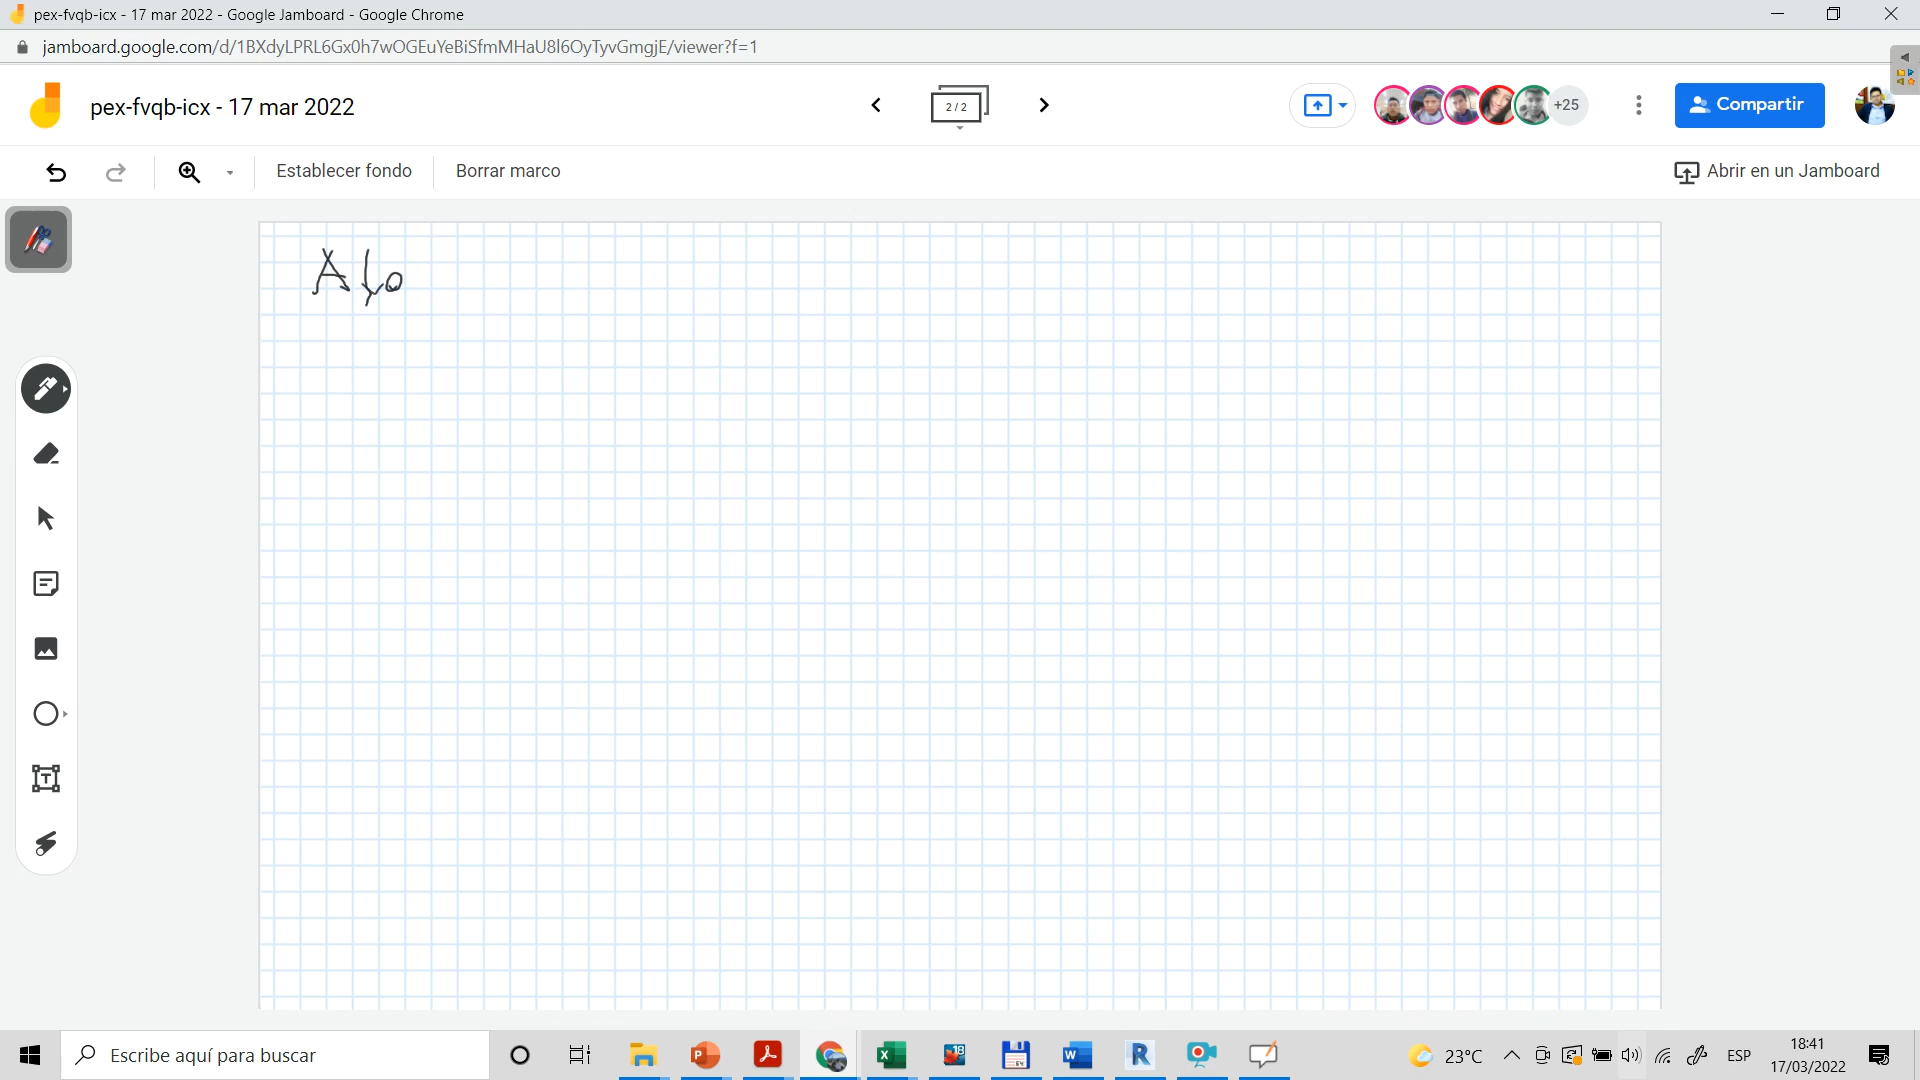 pex-fvqb-icx - 17 mar 2022 - Google Jamboard - Google Chrome
jamboard.google.com/d/1BXdyLPRL6Gx0h7wOGEuYeBiSfmMHaU8l6OyTyvGmgjE/viewer?f=1
pex-fvqb-icx - 17 mar 2022
2 / 2
+25
Compartir
Establecer fondo
Borrar marco
Abrir en un Jamboard
Escribe aquí para buscar
23°C
ESP
18:41
17/03/2022